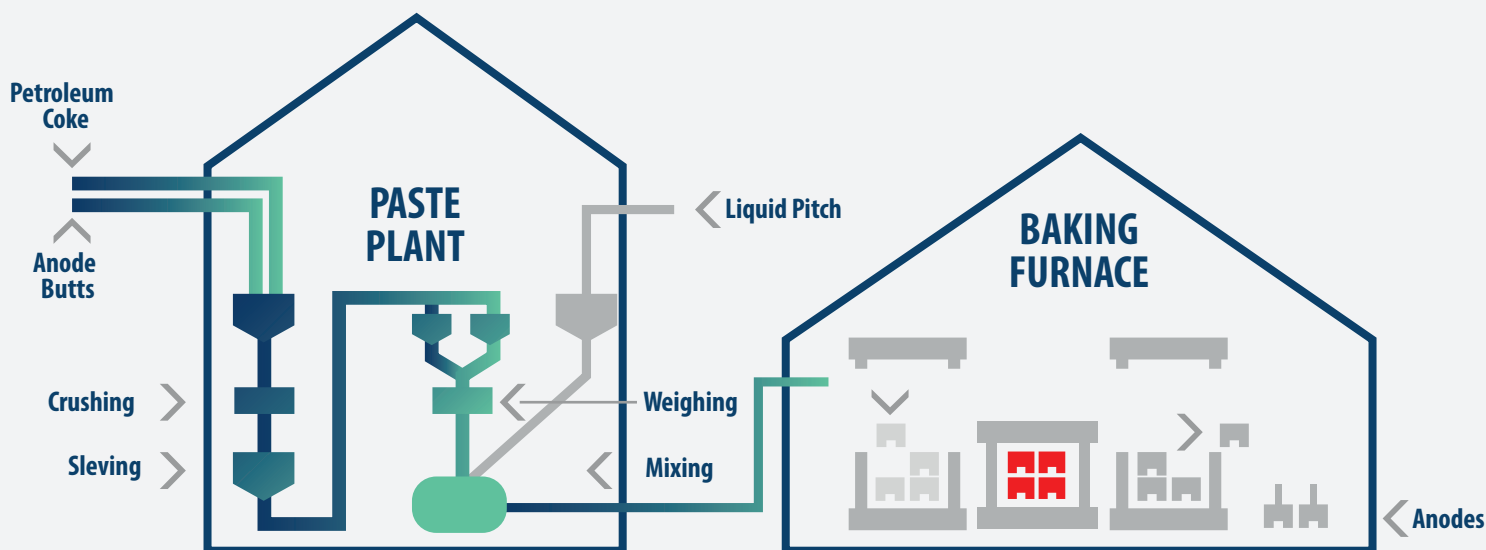 Petroleum
Coke
Anode
Butts
Crushing
Sleving
PASTE
PLANT
Liquid Pitch
Weighing
Mixing
BAKING
FURNACE
Anodes